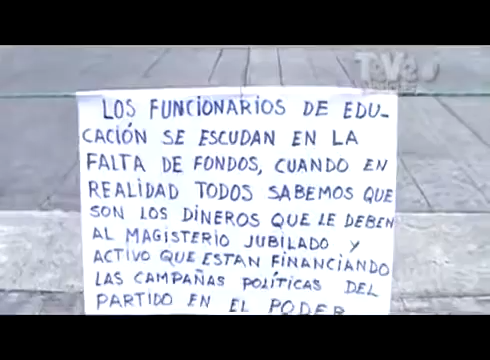 TeVeos
LOS FUNCIONARIOS DE EDU-
CACIÓN SE ESCUDAN EN LA
FALTA DE FONDOS, CUANDO EN
REALIDAD TODOS SABEMOS QUE
SON LOS DINEROS QUE LE DEBEN
AL MAGISTERIO JUBILADO Y
ACTIVO QUE ESTAN FINANCIANDO
LAS CAMPAÑAS POLÍTICAS DEL
PARTIDO EN EL PODER